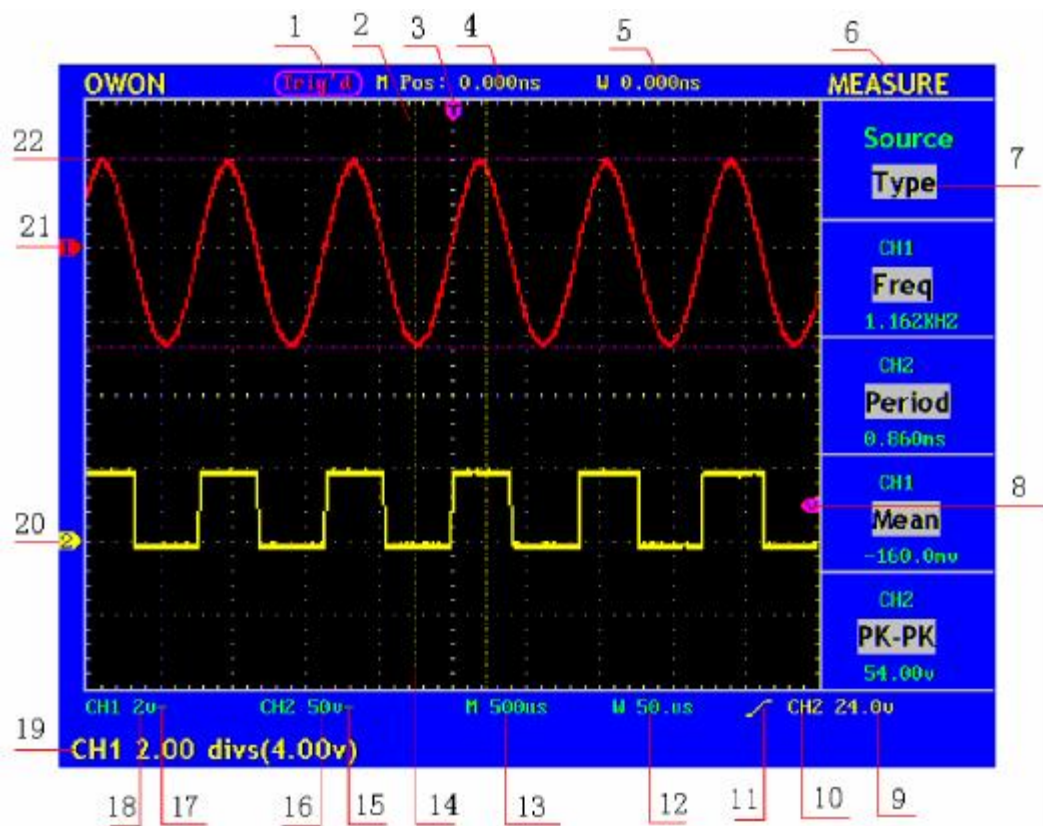 1 2 3 4 5 6
OWON Trig'd M Pos: 0.000ns W 0.000ns MEASURE
T
Source
22
7
Type
21
1
CH1
Freq
1.162KHZ
CH2
Period
0.860ms
CH1
8
20
2
Mean
-160.0mv
CH2
PK-PK
54.00v
CH1 2v- CH2 50v- M 500us W 50.us CH2 24.0v
19
CH1 2.00 divs(4.00v)
18 17 16 15 14 13 12 11 10 9